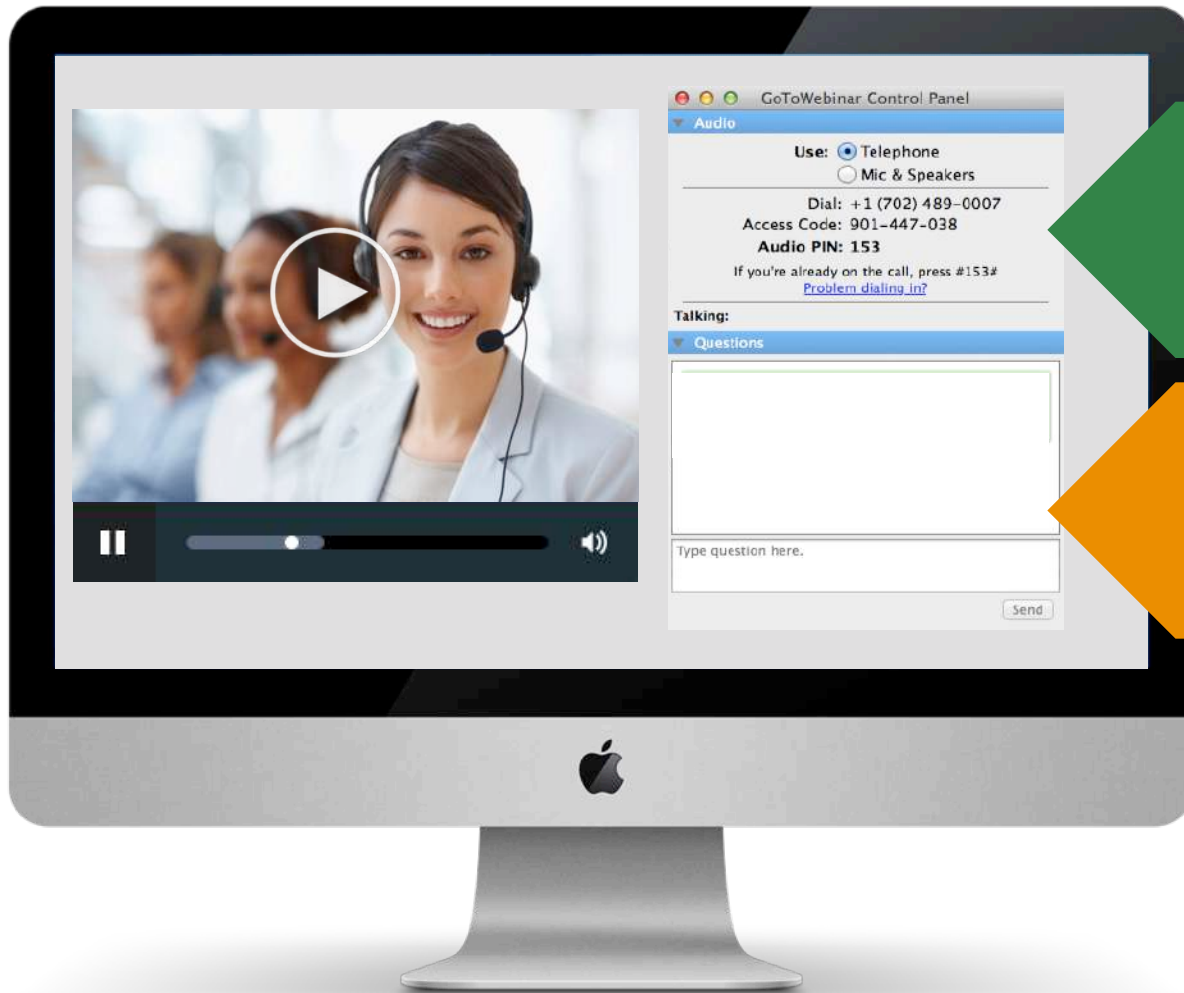 GoToWebinar Control Panel
Audio
Use: Telephone
Mic & Speakers
Dal: +1 (702) 489-0007
Access Code: 901-447-038
Audio PIN: 153
If you're already on the call, press #153#
Problem dialing in?
Talking:
Questions
Type question here.
Send